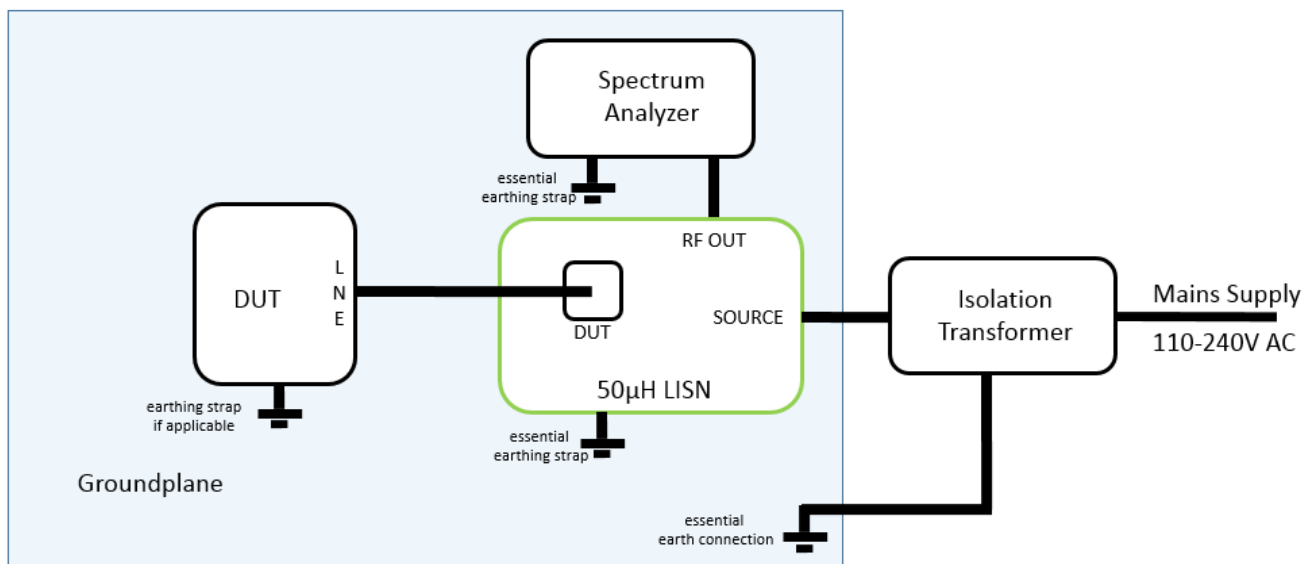 Spectrum
Analyzer
essential
earthing strap
RF OUT
L
N
E
DUT
DUT
SOURCE
50µH LISN
Isolation
Transformer
Mains Supply
110-240V AC
earthing strap
if applicable
essential
earthing strap
Groundplane
essential
earth connection